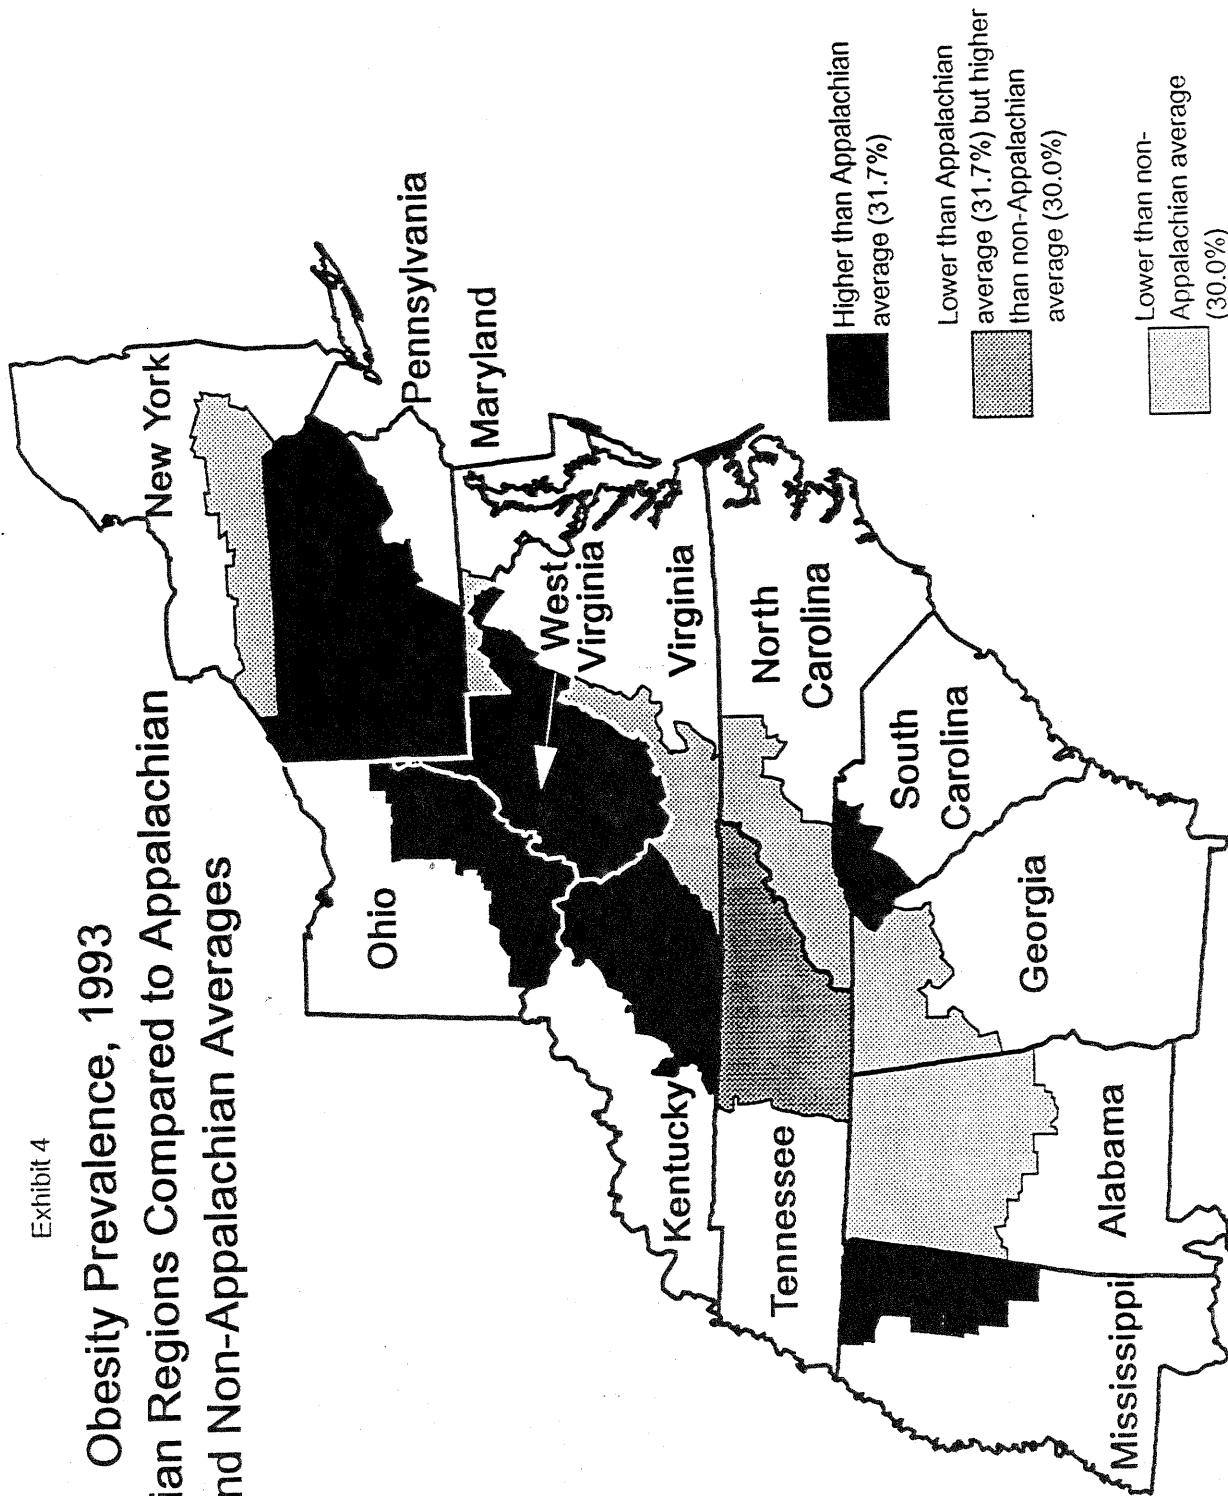 Exhibit 4
Obesity Prevalence, 1993
ian Regions Compared to Appalachian
nd Non-Appalachian Averages
New York
Pennsylvania
Maryland
Ohio
West
Virginia
Virginia
Kentucky
North
Carolina
Tennessee
South
Carolina
Georgia
Alabama
Mississippi
Higher than Appalachian
average (31.7%)
Lower than Appalachian
average (31.7%) but higher
than non-Appalachian
average (30.0%)
Lower than non-
Appalachian average
(30.0%)